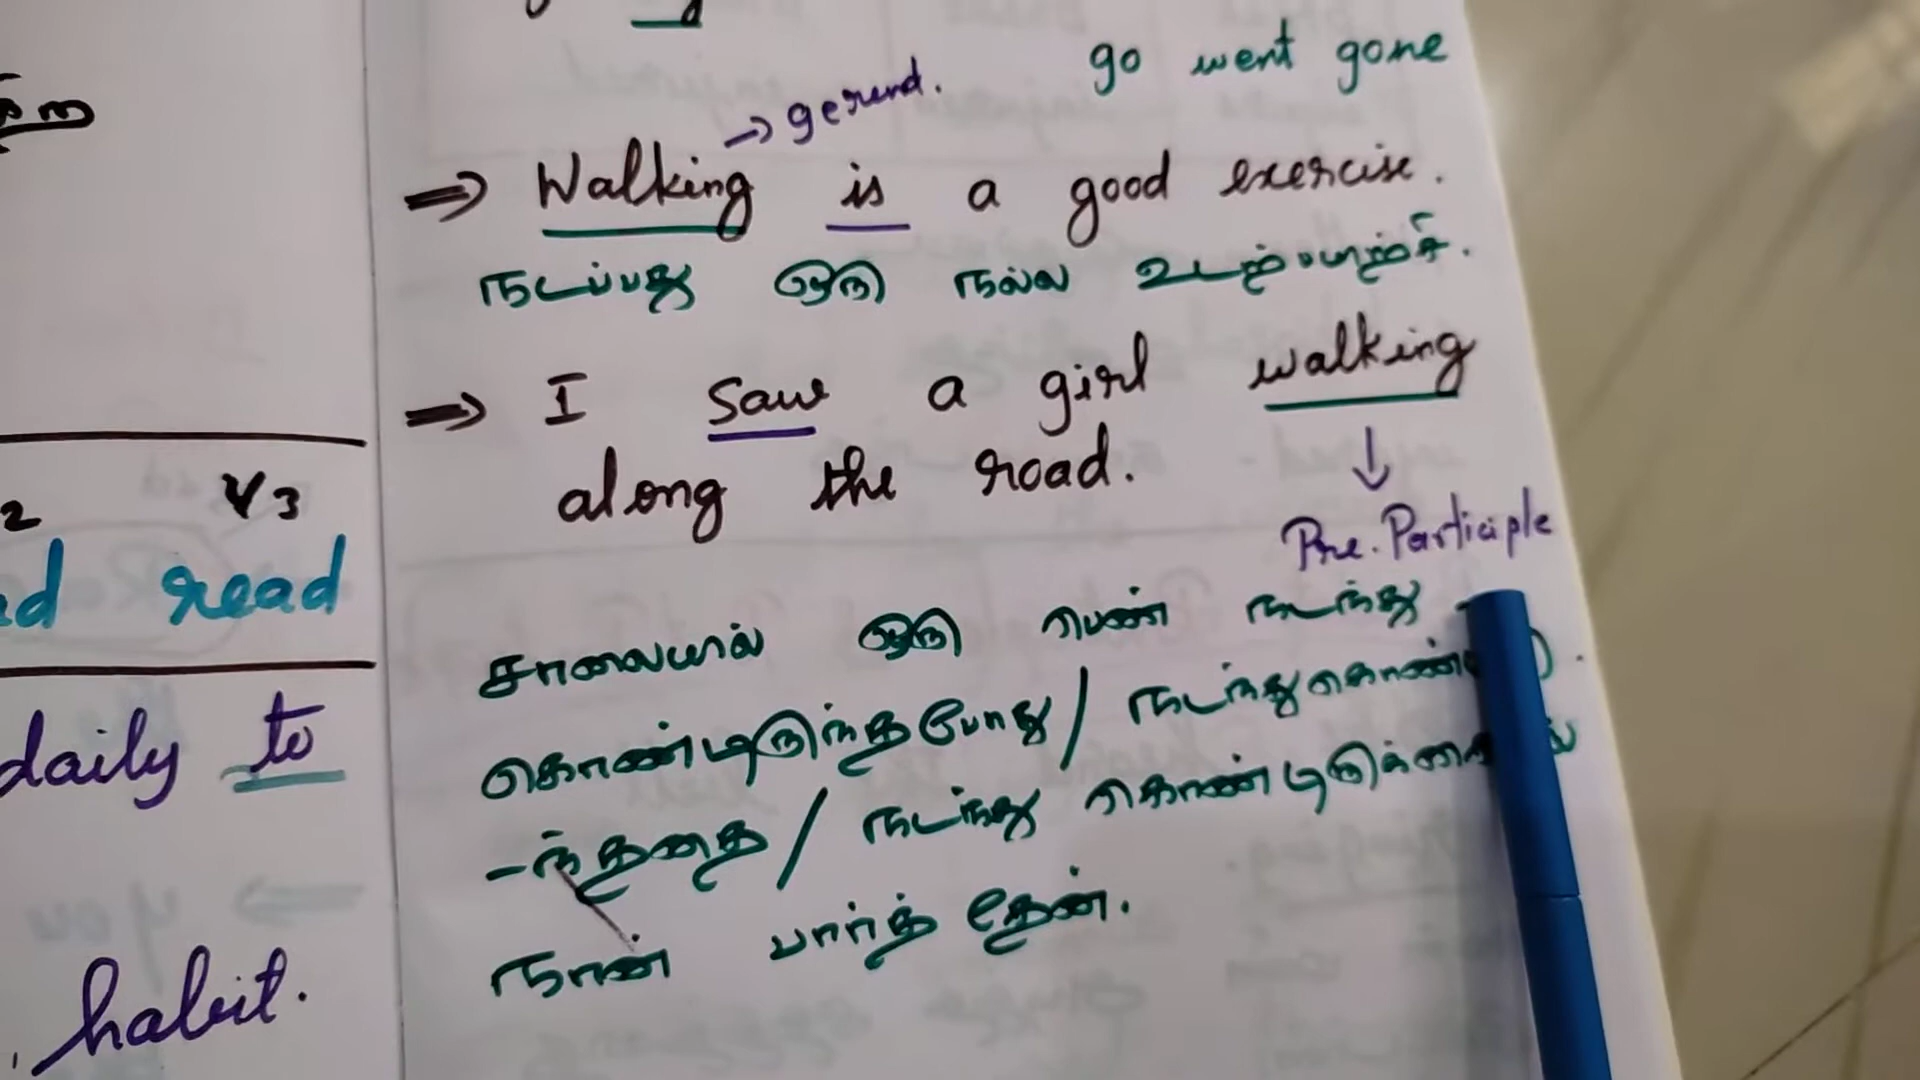 go went gone
→ gerund.
⇒ Walking is a good exercise.
நடப்பது ஒரு நல்ல உடற்பயிற்சி.
⇒ I saw a girl walking
along the road.
↓
Pre. Participle
சாலையில் ஒரு பெண் நடந்து
கொண்டிருந்தபோது / நடந்துகொண்
-ந்ததை / நடந்து கொண்டிருக்கை
நான் பார்த்தேன்.
V3
read
daily to
habit.